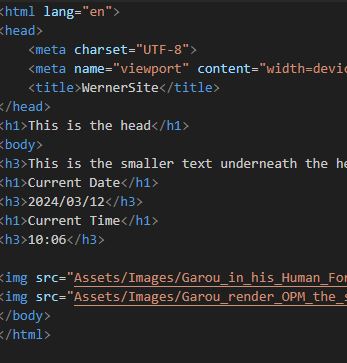 <html lang="en">
<head>
<meta charset="UTF-8">
<meta name="viewport" content="width=devic
<title>WernerSite</title>
</head>
<h1>This is the head</h1>
<body>
<h3>This is the smaller text underneath the he
<h1>Current Date</h1>
<h3>2024/03/12</h3>
<h1>Current Time</h1>
<h3>10:06</h3>
<img src="Assets/Images/Garou_in_his_Human_For
<img src="Assets/Images/Garou_render_OPM_the_s
</body>
</html>